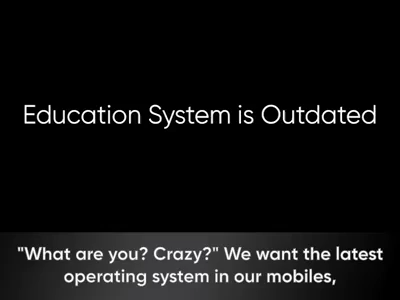 Education System is Outdated
"What are you? Crazy?" We want the latest
operating system in our mobiles,